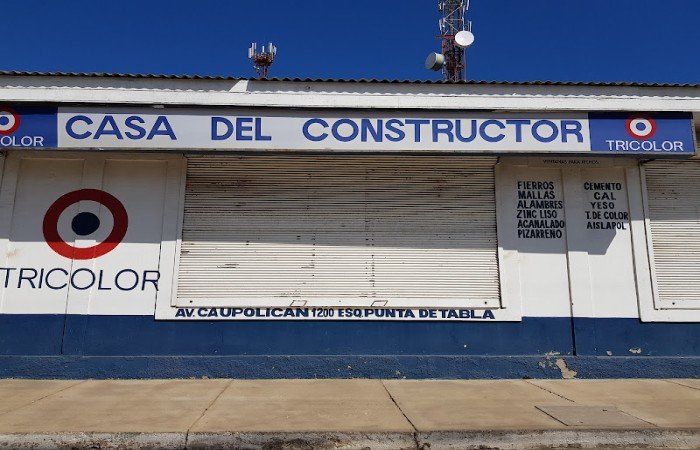 CASA DEL CONSTRUCTOR
COLOR
TRICOLOR
TRICOLOR
FIERROS
MALLAS
ALAMBRES
ZINC LISO
ACANALADO
PIZARREÑO
CEMENTO
CAL
YESO
T. DE COLOR
AISLAPOL
AV. CAUPOLICAN 1200 ESQ. PUNTA DE TABLA